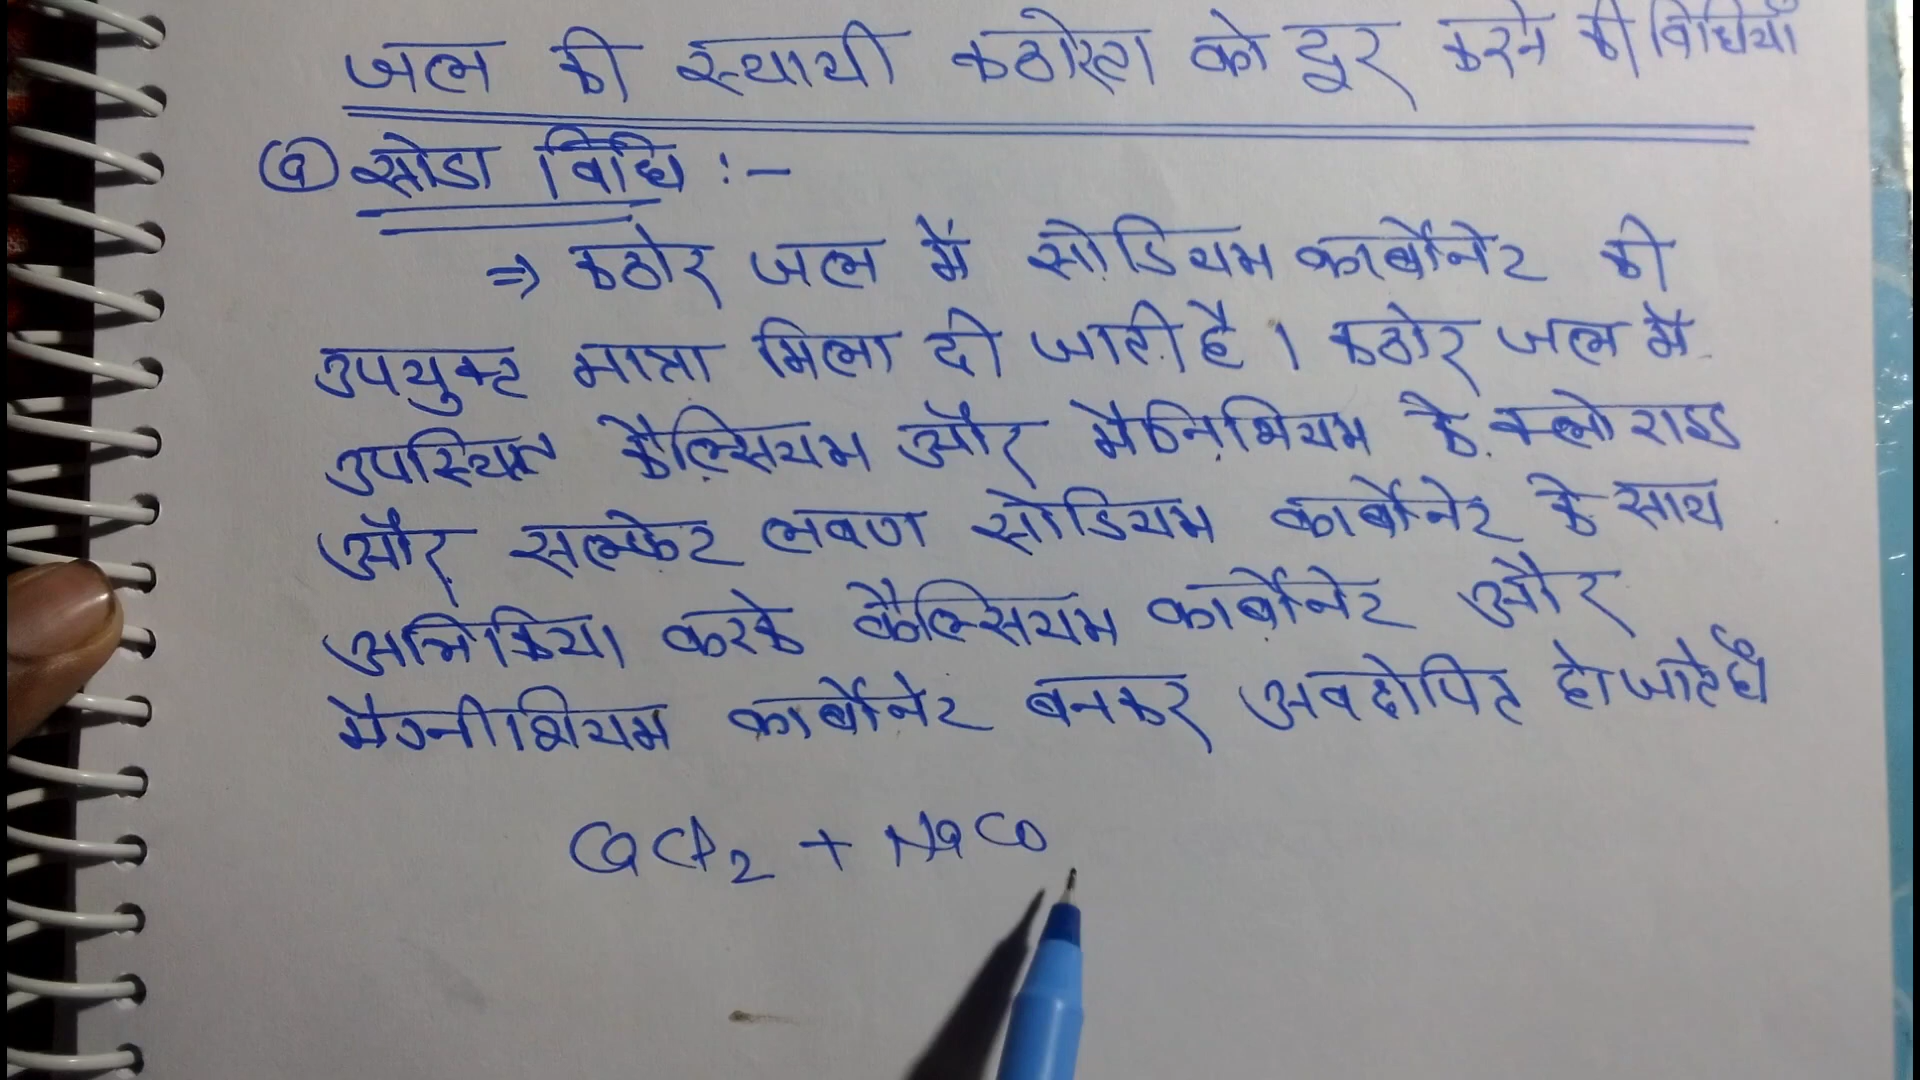 जल की स्थायी कठोरता को दूर करने की विधियाँ
@ सोडा विधि :-
⇒ कठोर जल में सोडियम कार्बोनेट की
उपयुक्त मात्रा मिला दी जाती है । कठोर जल में
उपस्थित कैल्सियम और मैग्निशियम के क्लोराइड
और सल्फेट लवण सोडियम कार्बोनेट के साथ
अभिक्रिया करके कैल्सियम कार्बोनेट और
मैग्नीशियम कार्बोनेट बनकर अवक्षेपित हो जाते हैं
CaCl2 + NaCO